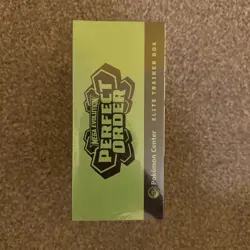 MEGA EVOLUTION
PERFECT
ORDER
Pokémon Center
ELITE TRAINER BOX